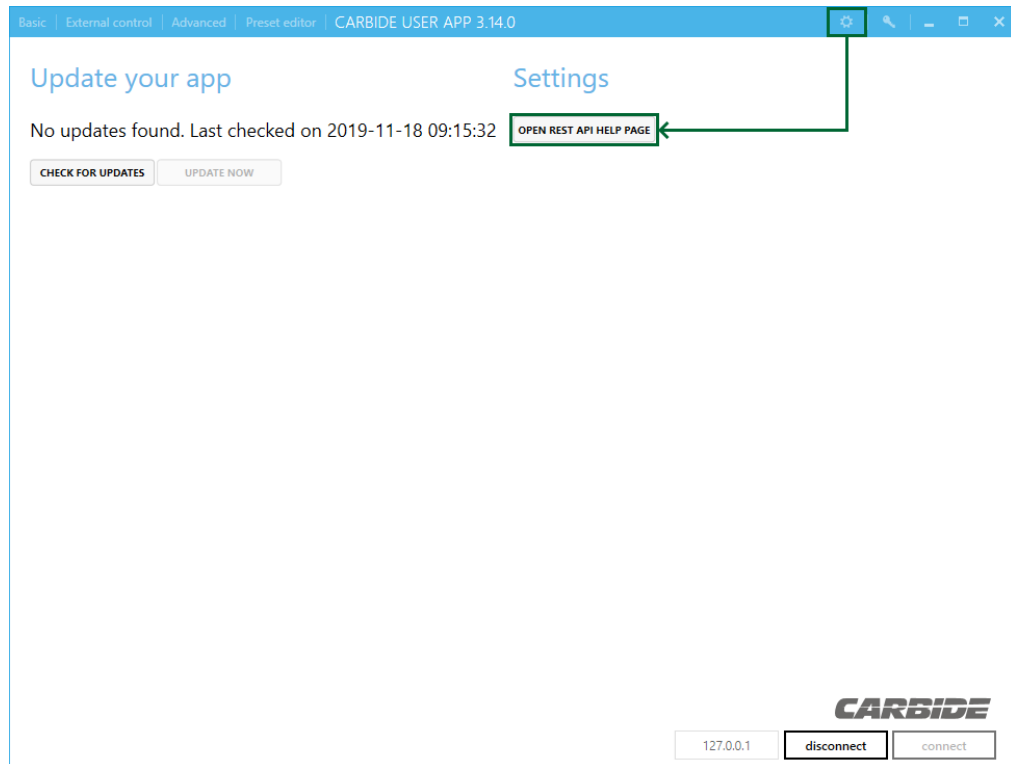 Basic External control Advanced Preset editor CARBIDE USER APP 3.14.0
Update your app
Settings
No updates found. Last checked on 2019-11-18 09:15:32
OPEN REST API HELP PAGE
CHECK FOR UPDATES
UPDATE NOW
CARBIDE
127.0.0.1
disconnect
connect